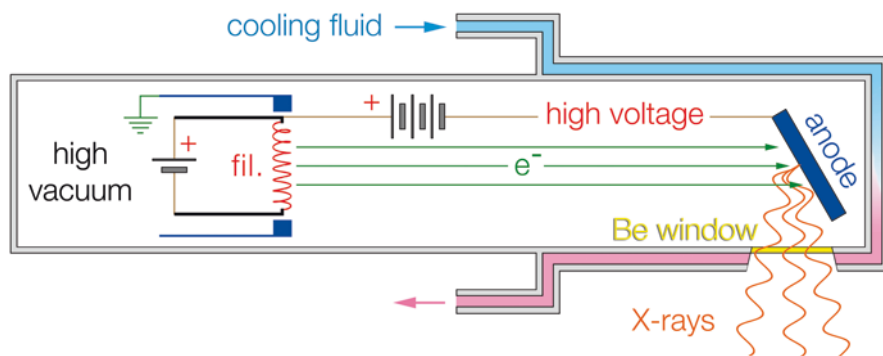 cooling fluid
+
high voltage
anode
high
vacuum
+
fil.
e⁻
Be window
X-rays